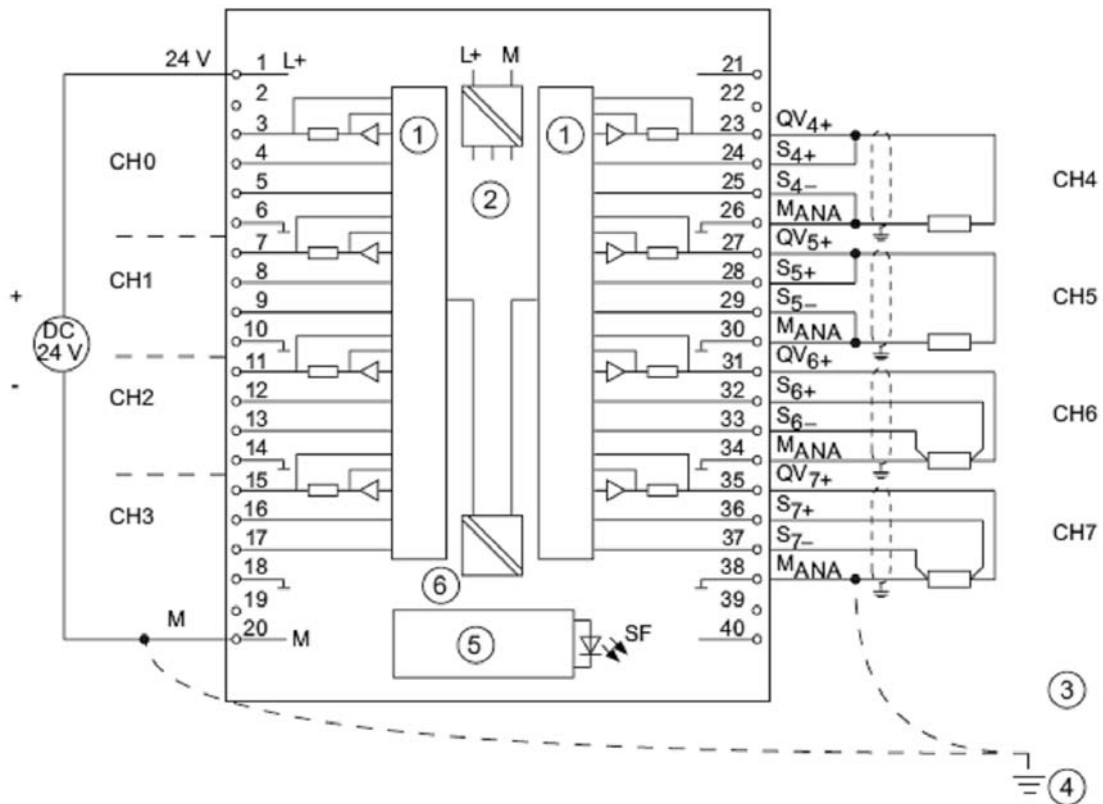 24 V 1 L+ L+ M 21
2 22
3 1 1 23 QV4+
CH0 4 24 S4+ CH4
5 2 25 S4−
6 26 MANA
7 27 QV5+
CH1 8 28 S5+
+ 9 29 S5− CH5
10 30 MANA
DC
24 V
11 31 QV6+
-
CH2 12 32 S6+ CH6
13 33 S6−
14 34 MANA
15 35 QV7+
CH3 16 36 S7+
17 37 S7− CH7
18 6 38 MANA
19 39
M 20 M 5 SF 40
3
4